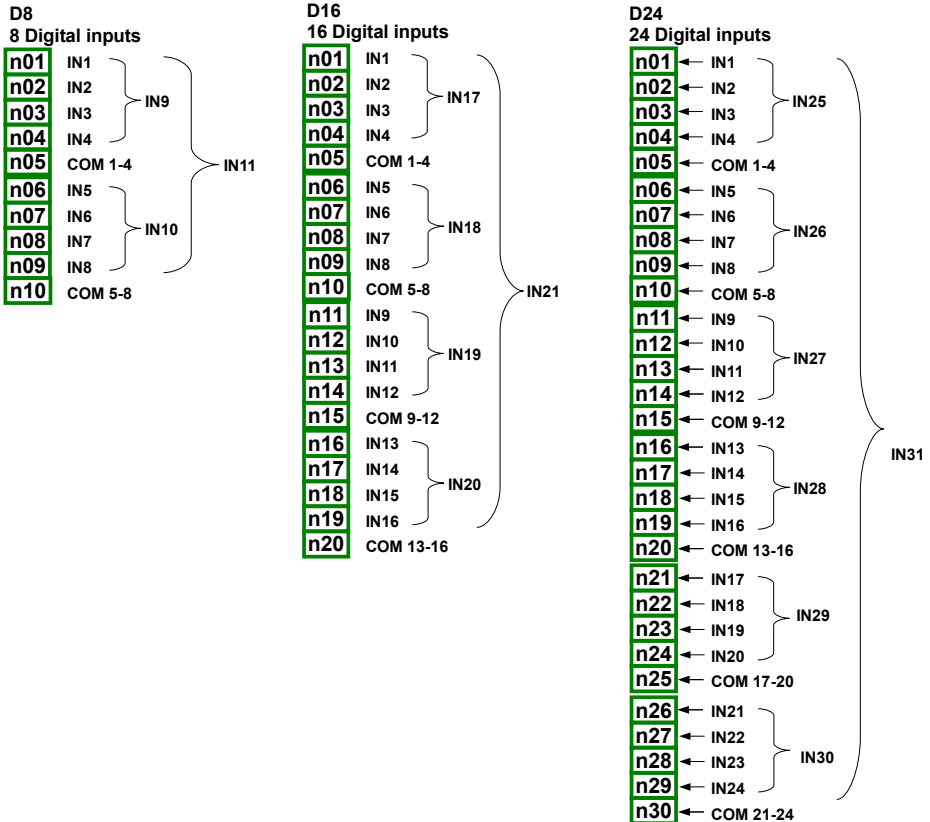 D8
8 Digital inputs
n01 IN1
n02 IN2
IN9
n03 IN3
n04 IN4
n05 COM 1-4
IN11
n06 IN5
n07 IN6
IN10
n08 IN7
n09 IN8
n10 COM 5-8
D16
16 Digital inputs
n01 IN1
n02 IN2
IN17
n03 IN3
n04 IN4
n05 COM 1-4
n06 IN5
n07 IN6
IN18
n08 IN7
n09 IN8
n10 COM 5-8
IN21
n11 IN9
n12 IN10
IN19
n13 IN11
n14 IN12
n15 COM 9-12
n16 IN13
n17 IN14
IN20
n18 IN15
n19 IN16
n20 COM 13-16
D24
24 Digital inputs
n01 IN1
n02 IN2
IN25
n03 IN3
n04 IN4
n05 COM 1-4
n06 IN5
n07 IN6
IN26
n08 IN7
n09 IN8
n10 COM 5-8
n11 IN9
n12 IN10
IN27
n13 IN11
n14 IN12
n15 COM 9-12
n16 IN13
IN31
n17 IN14
IN28
n18 IN15
n19 IN16
n20 COM 13-16
n21 IN17
n22 IN18
IN29
n23 IN19
n24 IN20
n25 COM 17-20
n26 IN21
n27 IN22
IN30
n28 IN23
n29 IN24
n30 COM 21-24